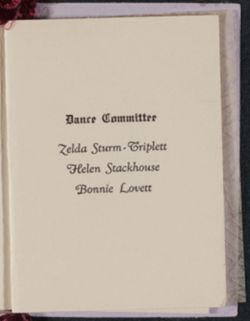 Dance Committee
Zelda Sturm-Triplett
Helen Stackhouse
Bonnie Lovett